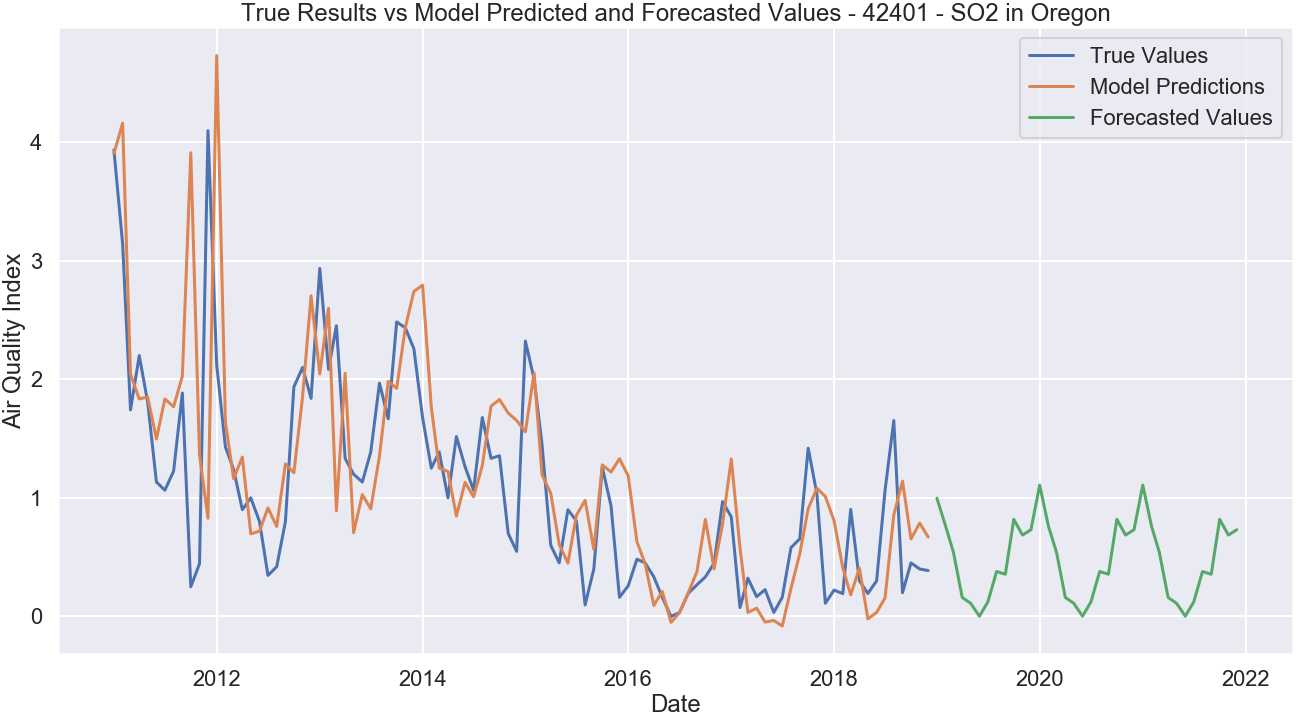 True Results vs Model Predicted and Forecasted Values - 42401 - SO2 in Oregon
True Values
Model Predictions
Forecasted Values
Air Quality Index
4
3
2
1
0
2012 2014 2016 2018 2020 2022
Date